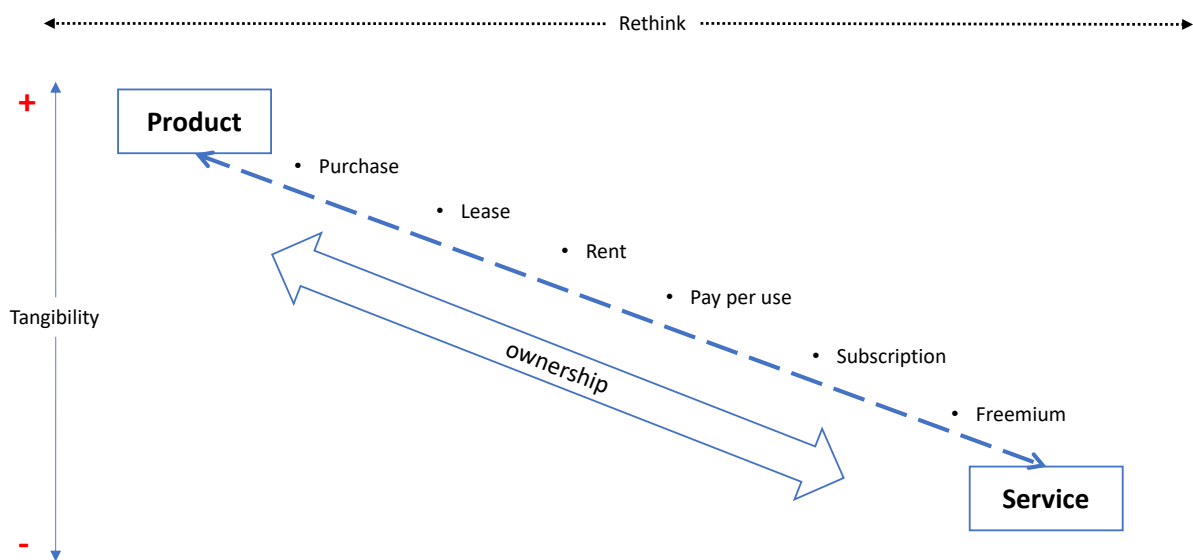 Rethink
+
Product
• Purchase
• Lease
• Rent
• Pay per use
Tangibility
ownership
• Subscription
• Freemium
Service
-